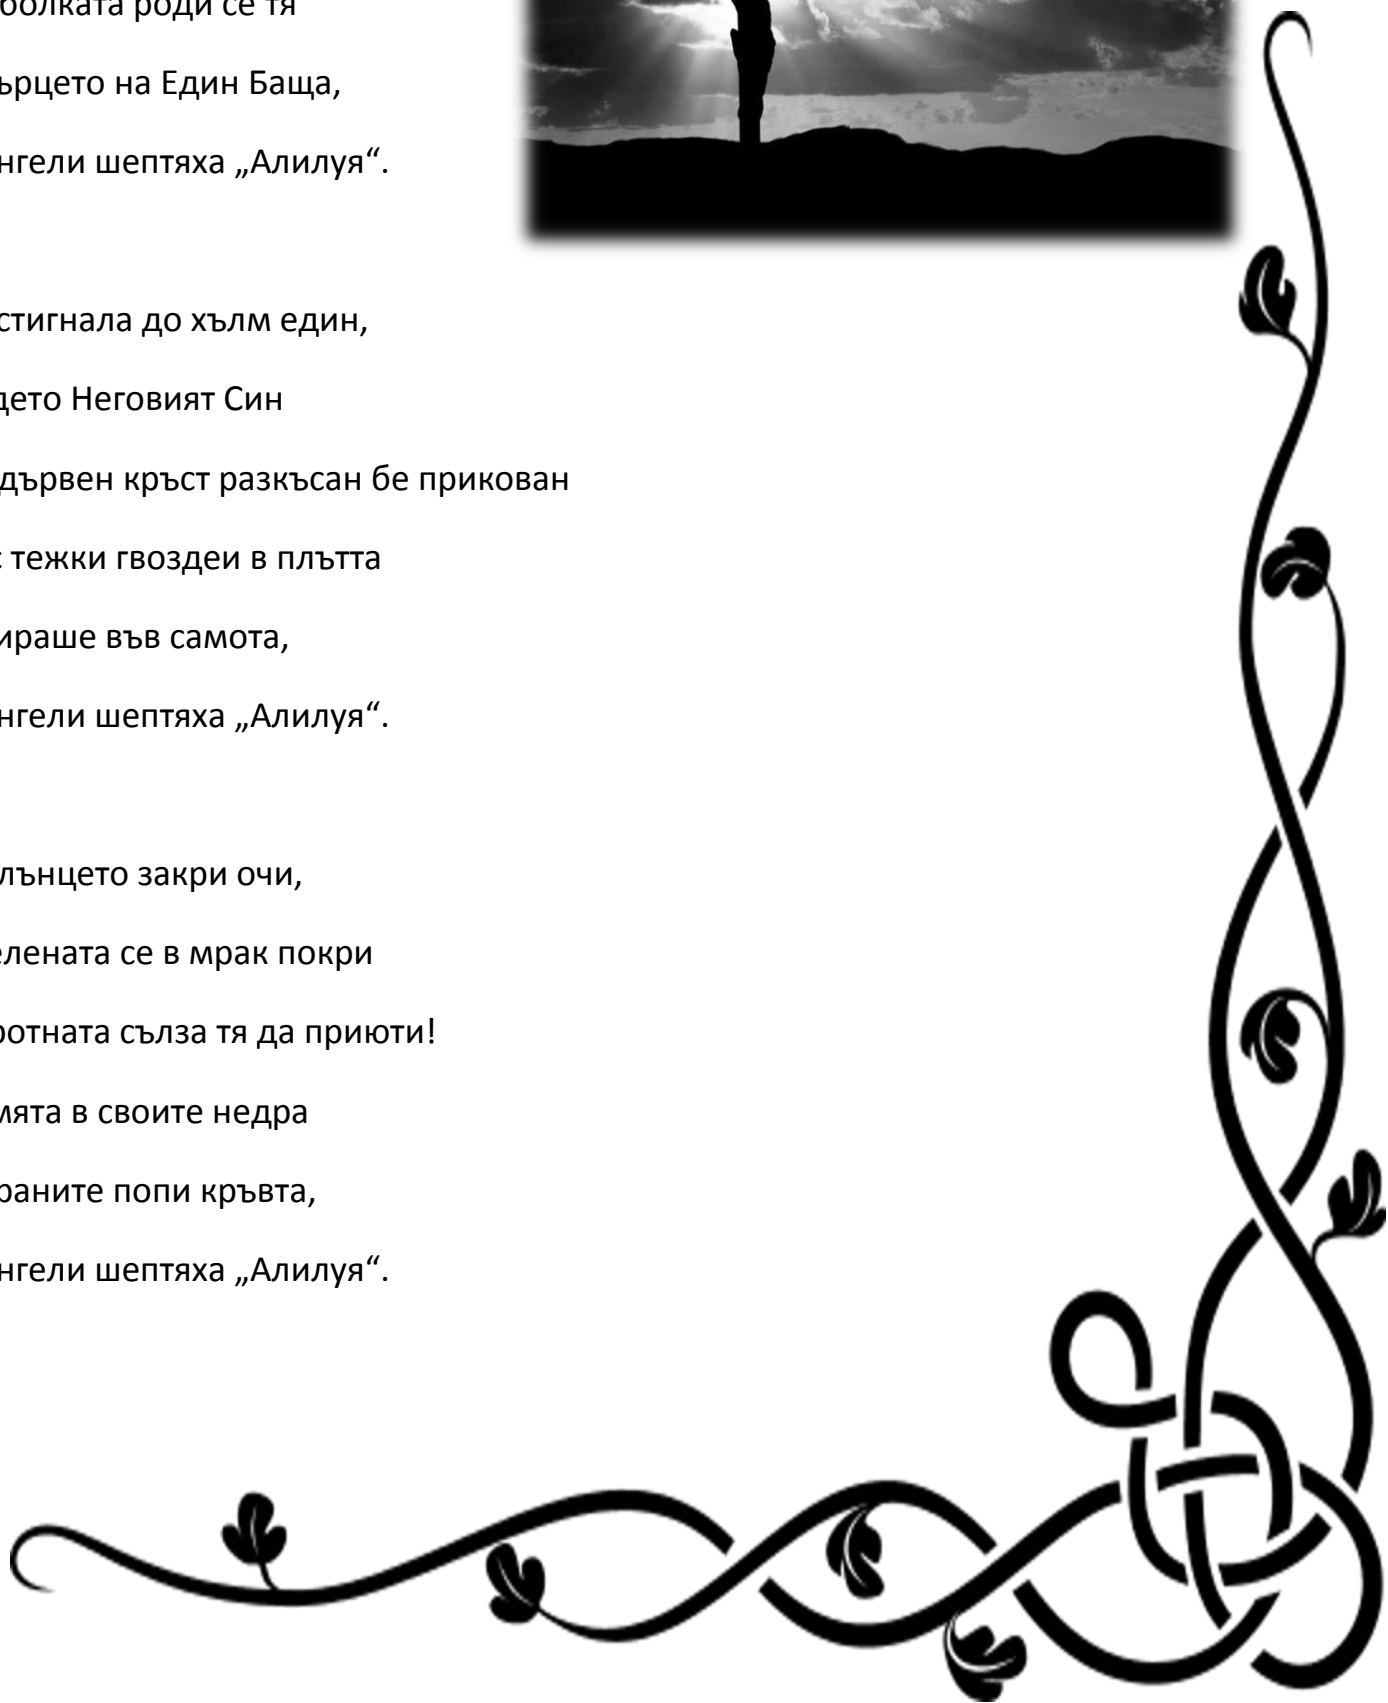 болката роди се тя
ърцето на Един Баща,
нгели шептяха „Алилуя“.
стигнала до хълм един,
дето Неговият Син
дървен кръст разкъсан бе прикован
с тежки гвоздеи в плътта
ираше във самота,
нгели шептяха „Алилуя“.
лънцето закри очи,
елената се в мрак покри
ротната сълза тя да приюти!
мята в своите недра
раните попи кръвта,
нгели шептяха „Алилуя“.